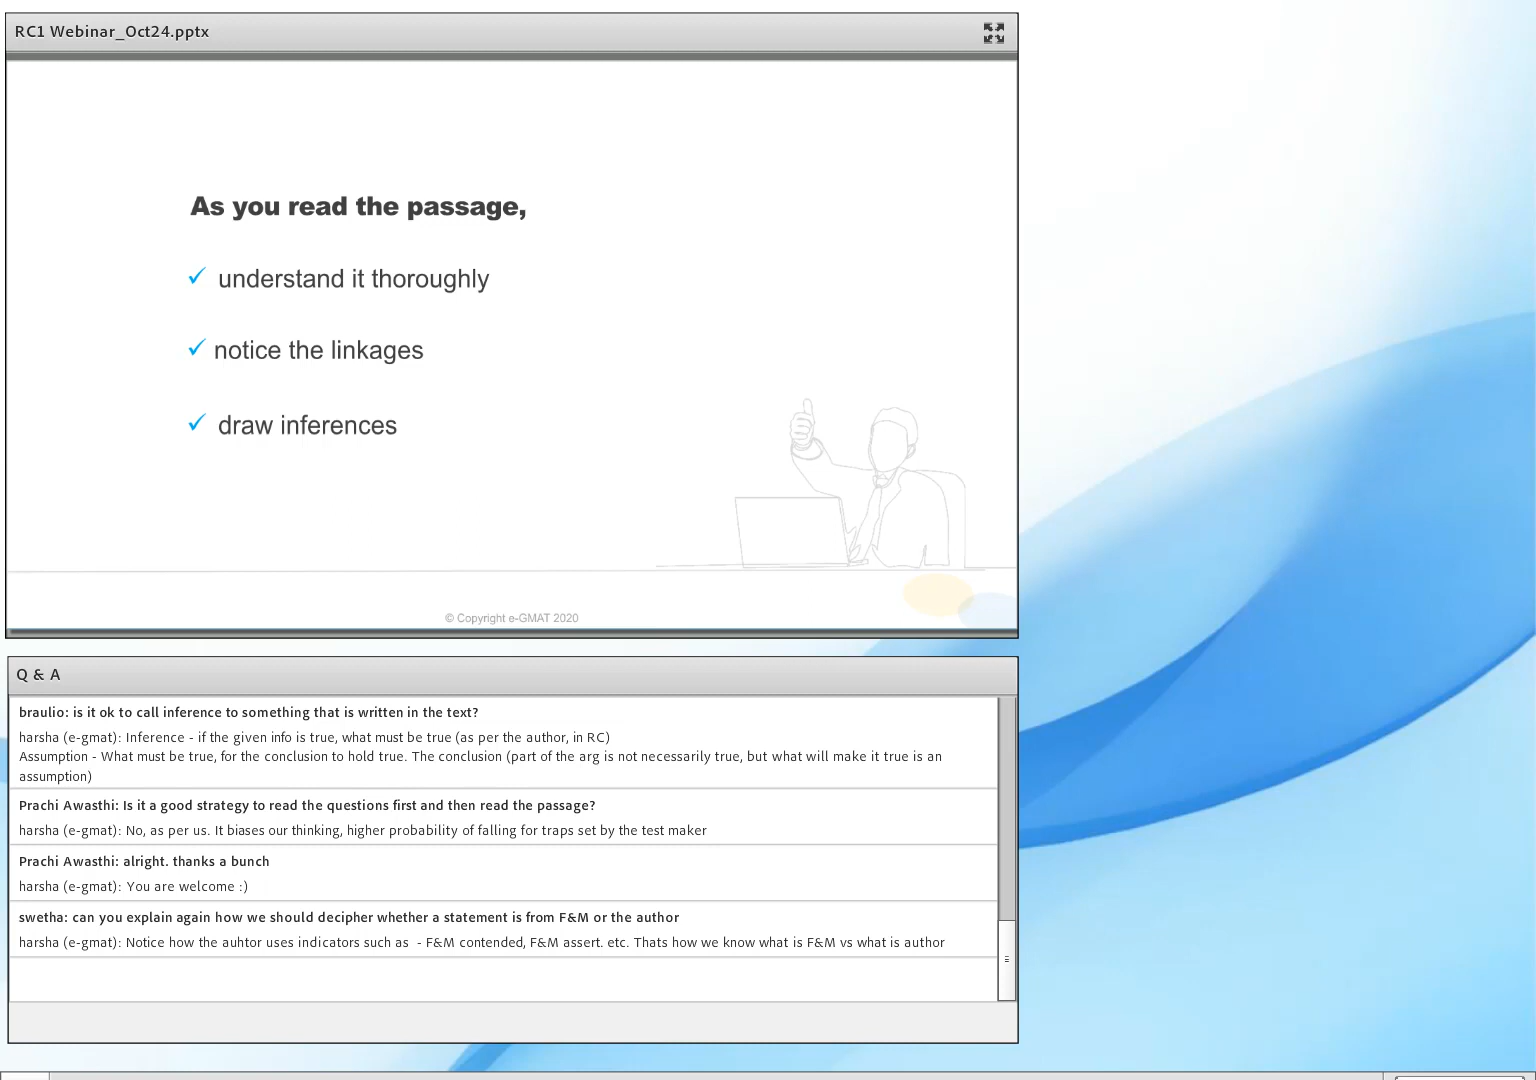 RC1 Webinar_Oct24.pptx
As you read the passage,
understand it thoroughly
notice the linkages
draw inferences
© Copyright e-GMAT 2020
Q & A
braulio: is it ok to call inference to something that is written in the text?
harsha (e-gmat): Inference - if the given info is true, what must be true (as per the author, in RC)
Assumption - What must be true, for the conclusion to hold true. The conclusion (part of the arg is not necessarily true, but what will make it true is an
assumption)
Prachi Awasthi: Is it a good strategy to read the questions first and then read the passage?
harsha (e-gmat): No, as per us. It biases our thinking, higher probability of falling for traps set by the test maker
Prachi Awasthi: alright. thanks a bunch
harsha (e-gmat): You are welcome :)
swetha: can you explain again how we should decipher whether a statement is from F&M or the author
harsha (e-gmat): Notice how the auhtor uses indicators such as  - F&M contended, F&M assert. etc. Thats how we know what is F&M vs what is author